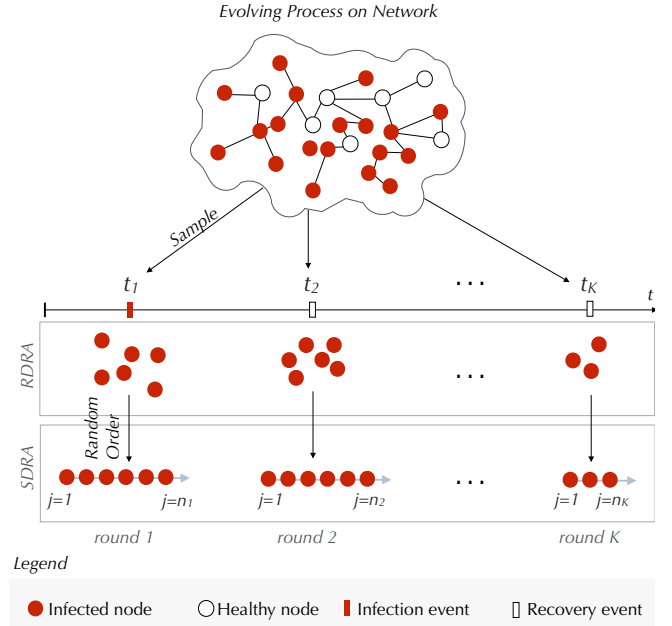 Evolving Process on Network
Sample
t1 t2 ... tK t
RDRA
Random
Order
SDRA
j=1 j=n1 j=1 j=n2 ... j=1 j=nK
round 1 round 2 round K
Legend
Infected node Healthy node Infection event Recovery event